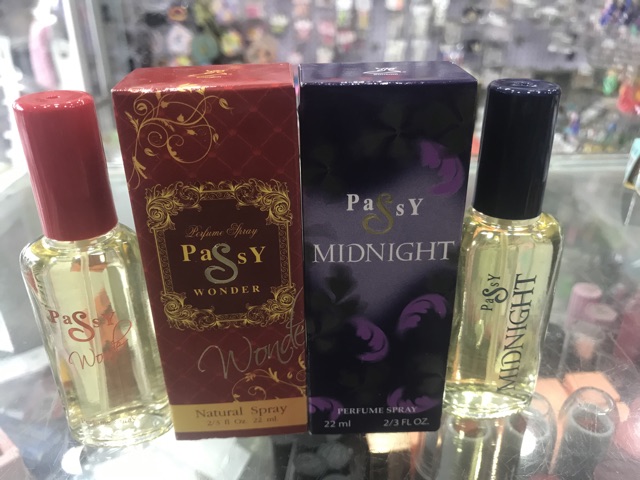 PaSsY
Wonder
Perfume Spray
PaSsY
WONDER
Wonde
Natural Spray
2/3 fl Oz. 22 ml
PaSsY
MIDNIGHT
PERFUME SPRAY
22 ml 2/3 FL OZ.
PaSsY
MIDNIGHT